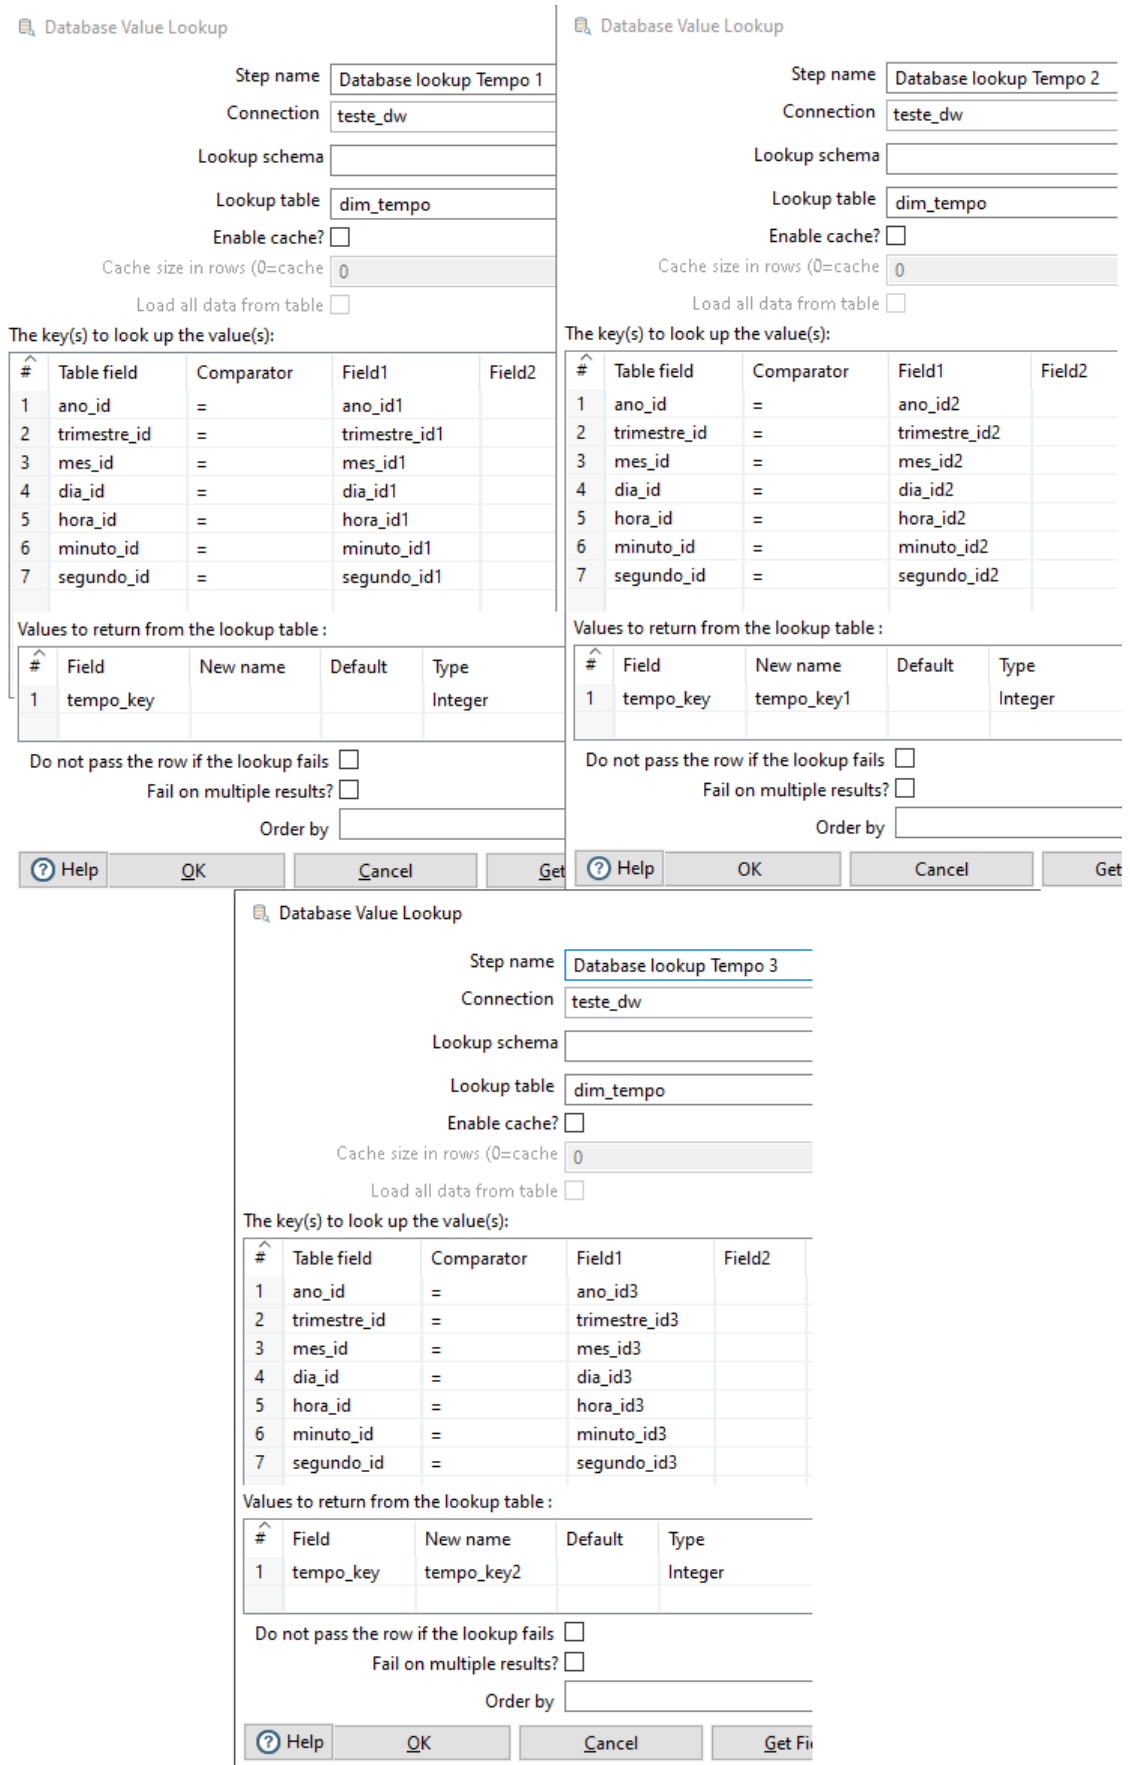 Database Value Lookup
Step name Database lookup Tempo 1
Connection teste_dw
Lookup schema
Lookup table dim_tempo
Enable cache?
Cache size in rows (0=cache 0
Load all data from table
The key(s) to look up the value(s):
# Table field Comparator Field1 Field2
1 ano_id = ano_id1
2 trimestre_id = trimestre_id1
3 mes_id = mes_id1
4 dia_id = dia_id1
5 hora_id = hora_id1
6 minuto_id = minuto_id1
7 segundo_id = segundo_id1
Values to return from the lookup table :
# Field New name Default Type
1 tempo_key Integer
Do not pass the row if the lookup fails
Fail on multiple results?
Order by
Help OK Cancel Get
Database Value Lookup
Step name Database lookup Tempo 2
Connection teste_dw
Lookup schema
Lookup table dim_tempo
Enable cache?
Cache size in rows (0=cache 0
Load all data from table
The key(s) to look up the value(s):
# Table field Comparator Field1 Field2
1 ano_id = ano_id2
2 trimestre_id = trimestre_id2
3 mes_id = mes_id2
4 dia_id = dia_id2
5 hora_id = hora_id2
6 minuto_id = minuto_id2
7 segundo_id = segundo_id2
Values to return from the lookup table :
# Field New name Default Type
1 tempo_key tempo_key1 Integer
Do not pass the row if the lookup fails
Fail on multiple results?
Order by
Help OK Cancel Get
Database Value Lookup
Step name Database lookup Tempo 3
Connection teste_dw
Lookup schema
Lookup table dim_tempo
Enable cache?
Cache size in rows (0=cache 0
Load all data from table
The key(s) to look up the value(s):
# Table field Comparator Field1 Field2
1 ano_id = ano_id3
2 trimestre_id = trimestre_id3
3 mes_id = mes_id3
4 dia_id = dia_id3
5 hora_id = hora_id3
6 minuto_id = minuto_id3
7 segundo_id = segundo_id3
Values to return from the lookup table :
# Field New name Default Type
1 tempo_key tempo_key2 Integer
Do not pass the row if the lookup fails
Fail on multiple results?
Order by
Help OK Cancel Get Fi